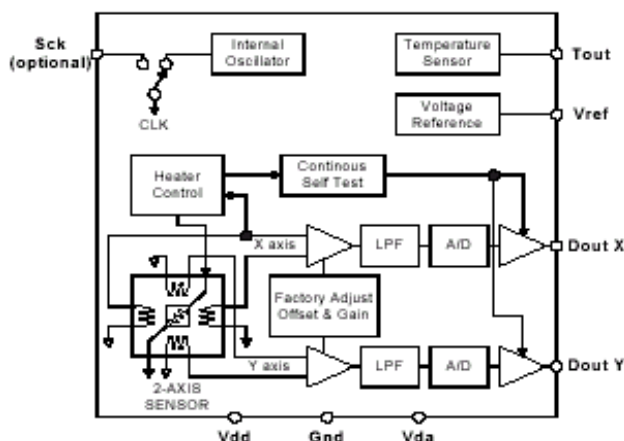 Sck
(optional)
Internal
Oscillator
CLK
Temperature
Sensor
Tout
Voltage
Reference
Vref
Heater
Control
Continous
Self Test
X axis
LPF
A/D
Dout X
Factory Adjust
Offset & Gain
Y axis
LPF
A/D
Dout Y
2-AXIS
SENSOR
Vdd
Gnd
Vda